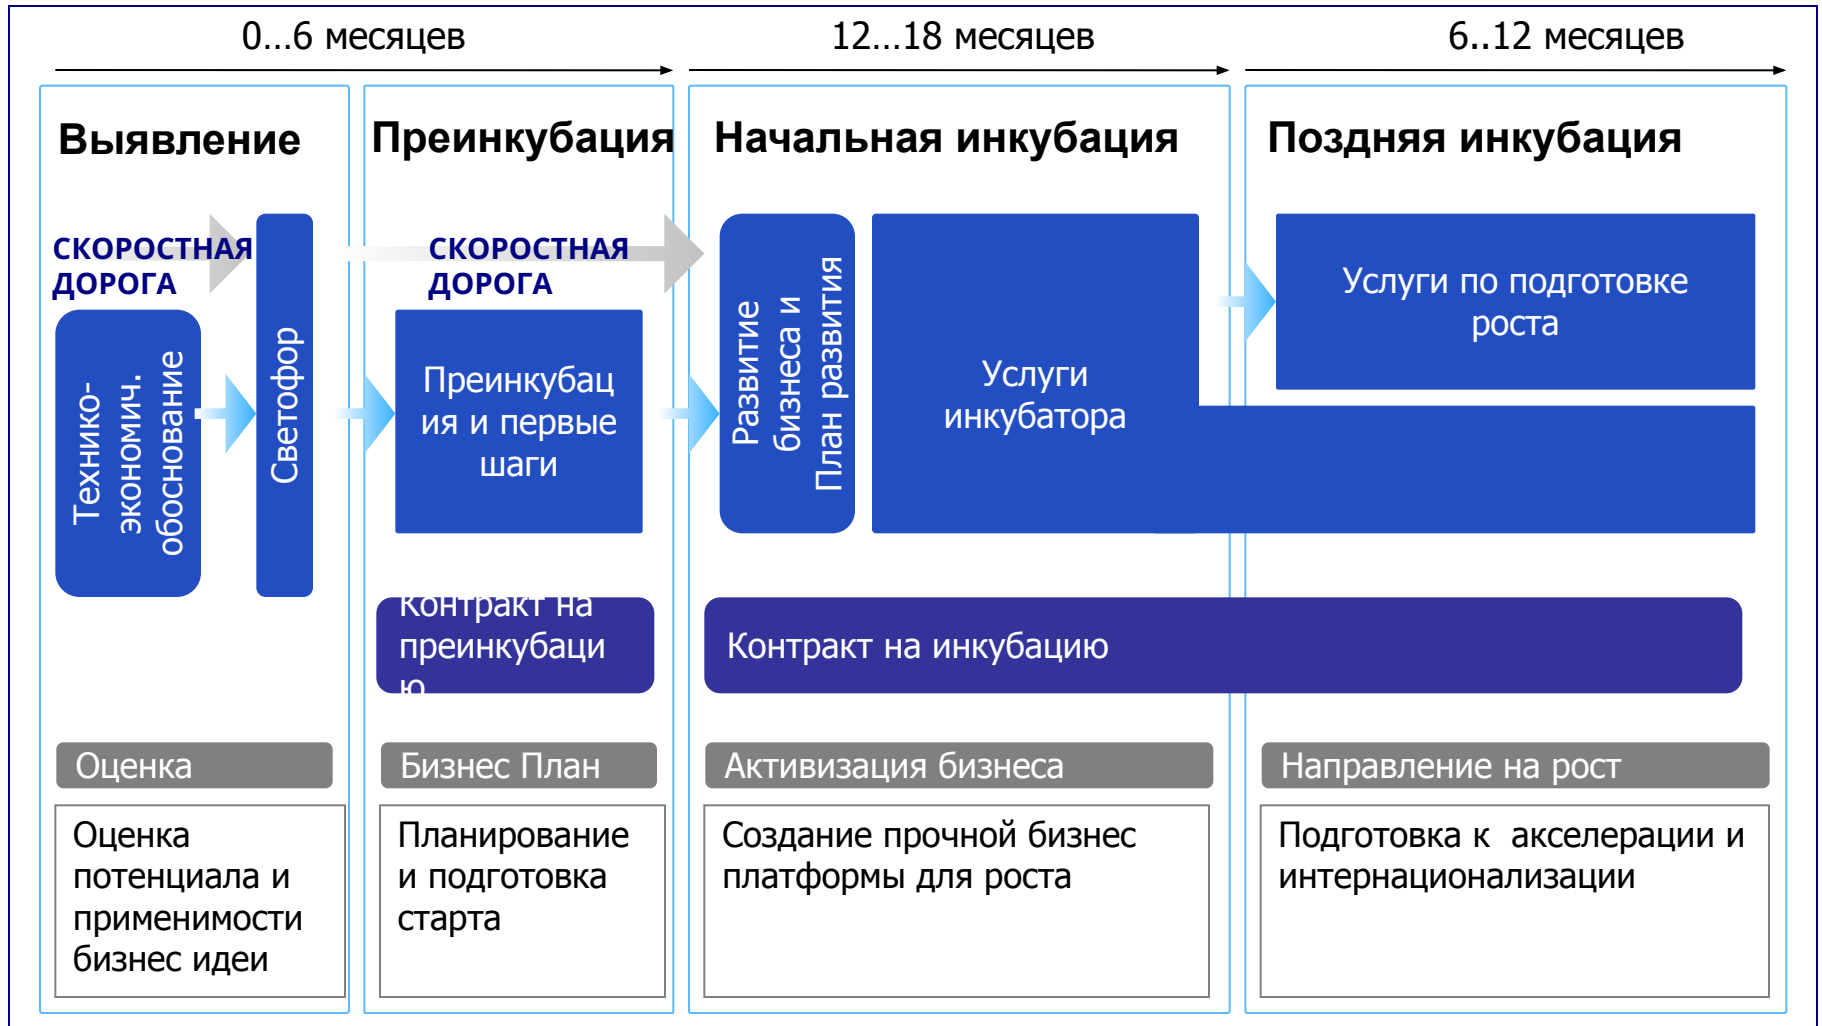 0...6 месяцев
12...18 месяцев
6..12 месяцев
Выявление
Преинкубация
Начальная инкубация
Поздняя инкубация
СКОРОСТНАЯ
ДОРОГА
СКОРОСТНАЯ
ДОРОГА
Технико-
экономич.
обоснование
Светофор
Преинкубац
ия и первые
шаги
Развитие
бизнеса и
План развития
Услуги
инкубатора
Услуги по подготовке
роста
Контракт на
преинкубаци
ю
Контракт на инкубацию
Оценка
Бизнес План
Активизация бизнеса
Направление на рост
Оценка
потенциала и
применимости
бизнес идеи
Планирование
и подготовка
старта
Создание прочной бизнес
платформы для роста
Подготовка к  акселерации и
интернационализации